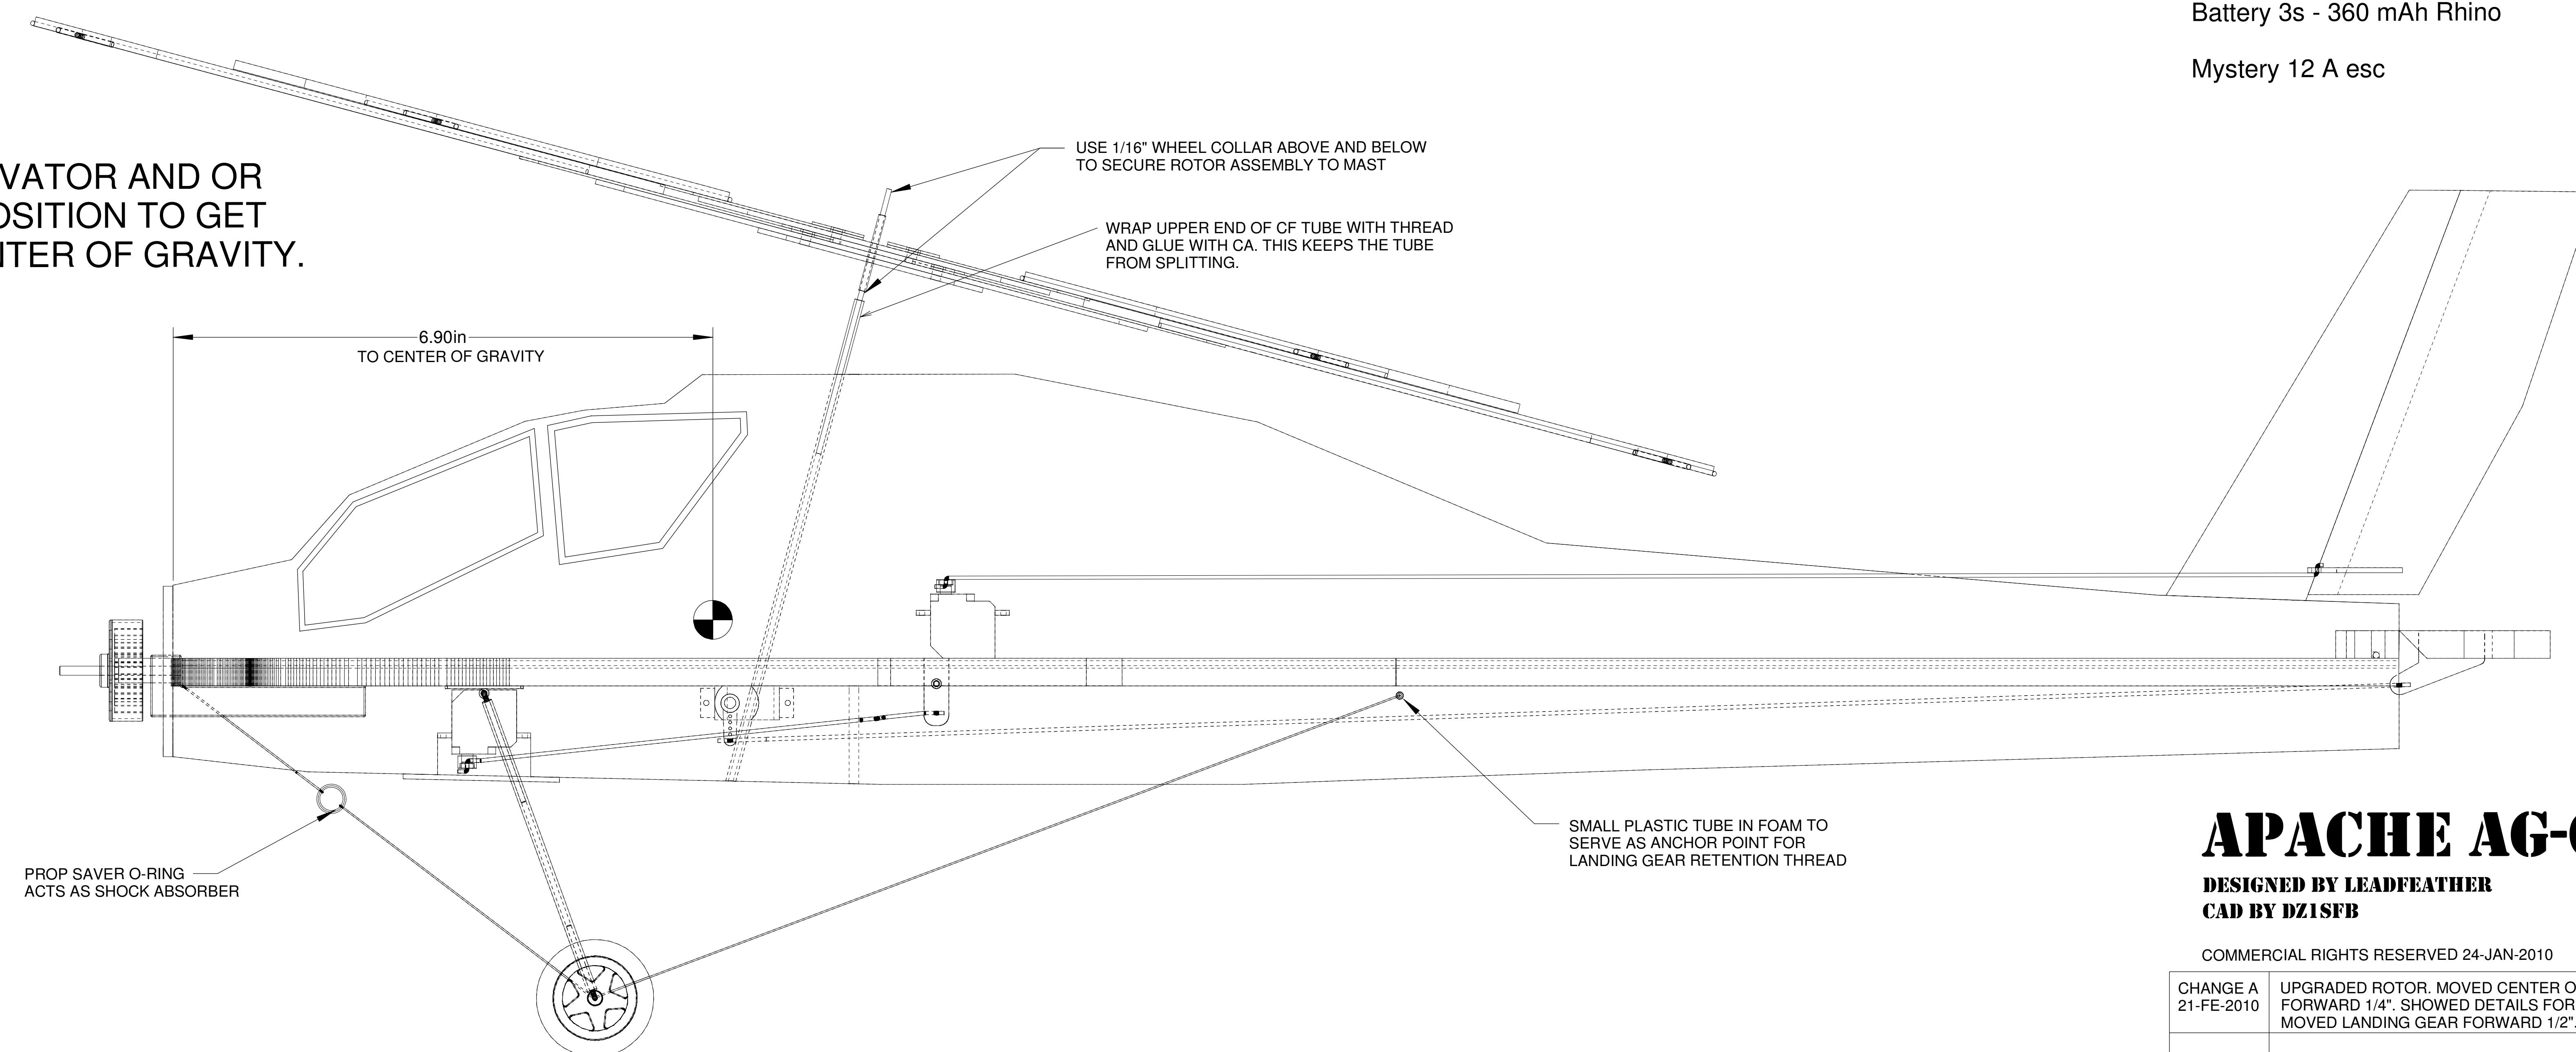 Battery 3s - 360 mAh Rhino
Mystery 12 A esc
VATOR AND OR
OSITION TO GET
NTER OF GRAVITY.
USE 1/16" WHEEL COLLAR ABOVE AND BELOW
TO SECURE ROTOR ASSEMBLY TO MAST
WRAP UPPER END OF CF TUBE WITH THREAD
AND GLUE WITH CA. THIS KEEPS THE TUBE
FROM SPLITTING.
6.90in
TO CENTER OF GRAVITY
SMALL PLASTIC TUBE IN FOAM TO
SERVE AS ANCHOR POINT FOR
LANDING GEAR RETENTION THREAD
PROP SAVER O-RING
ACTS AS SHOCK ABSORBER
APACHE AG-
DESIGNED BY LEADFEATHER
CAD BY DZ1SFB
COMMERCIAL RIGHTS RESERVED 24-JAN-2010
CHANGE A
21-FE-2010
UPGRADED ROTOR. MOVED CENTER O
FORWARD 1/4". SHOWED DETAILS FOR
MOVED LANDING GEAR FORWARD 1/2".